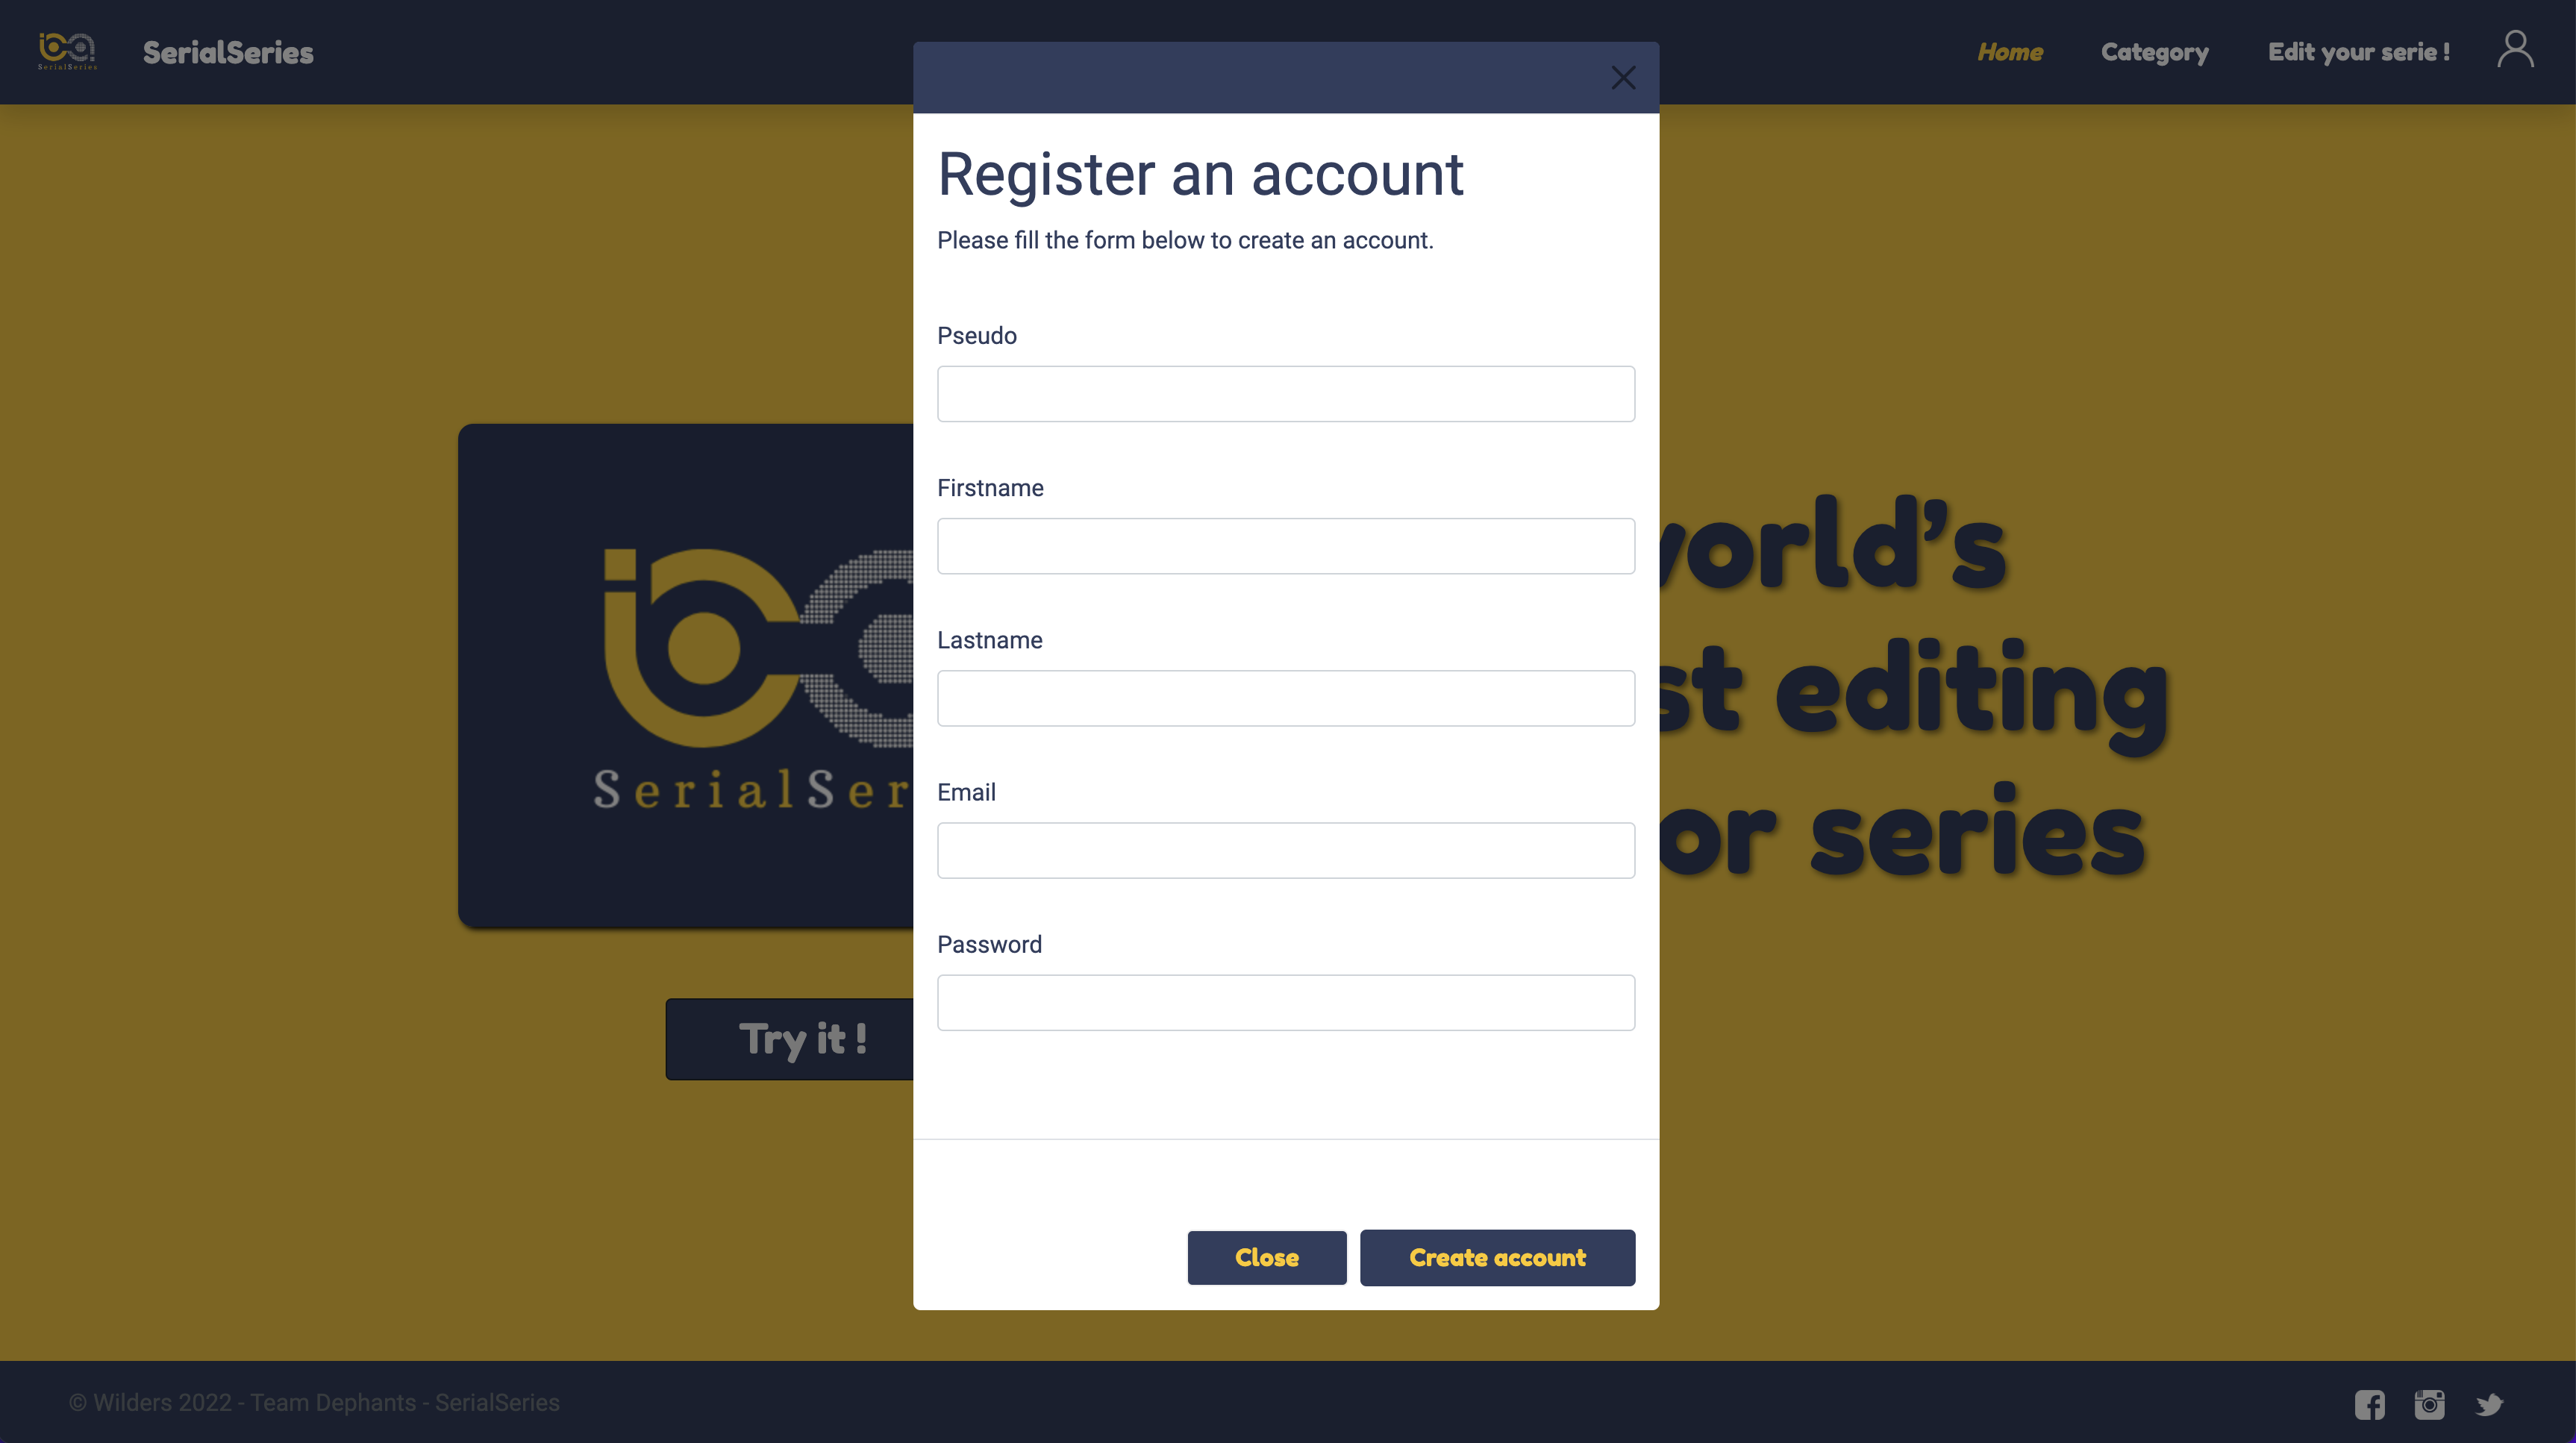 SerialSeries
SerialSeries
Home
Category
Edit your serie !
Register an account
Please fill the form below to create an account.
Pseudo
Firstname
Lastname
Email
Password
Close
Create account
SerialSer
Try it !
orld's
st editing
or series
© Wilders 2022 - Team Dephants - SerialSeries